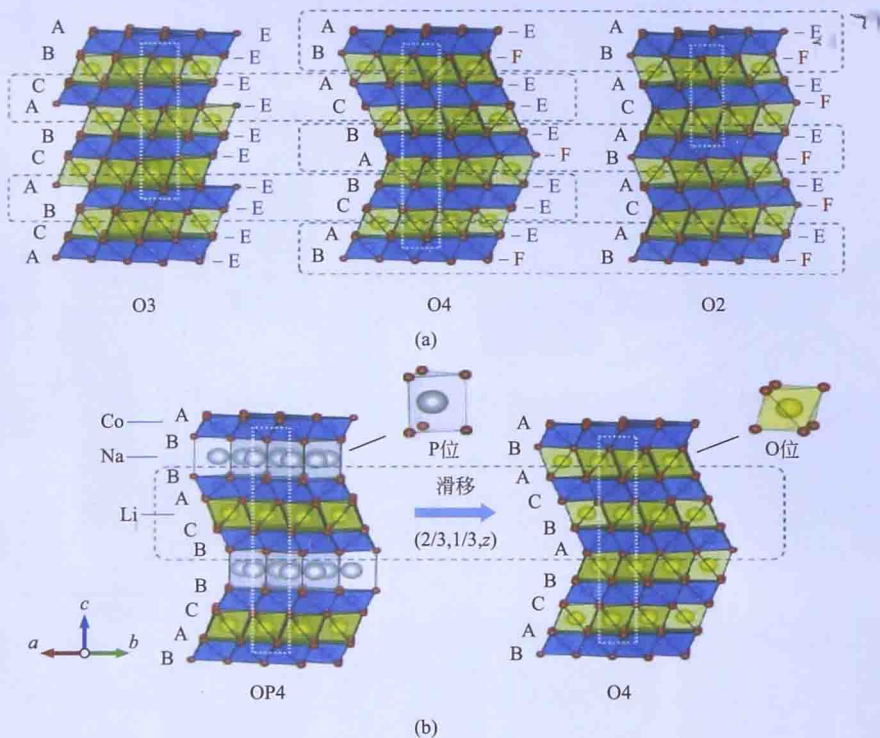 A – E A – E A – E
B – E B – F B – F
C – E A – E A – E
A – E C – E C – F
B – E B – E A – E
C – E A – F B – F
A – E B – E A – E
B – E C – E C – F
C – E A – E A – E
A – E B – F B – F
O3 O4 O2
(a)
Co A A
B P位 O位
Na B
B A
滑移
A C
Li
C B
(2/3,1/3,z)
B A
B B
C C
A A
B B
c
a b
OP4 O4
(b)